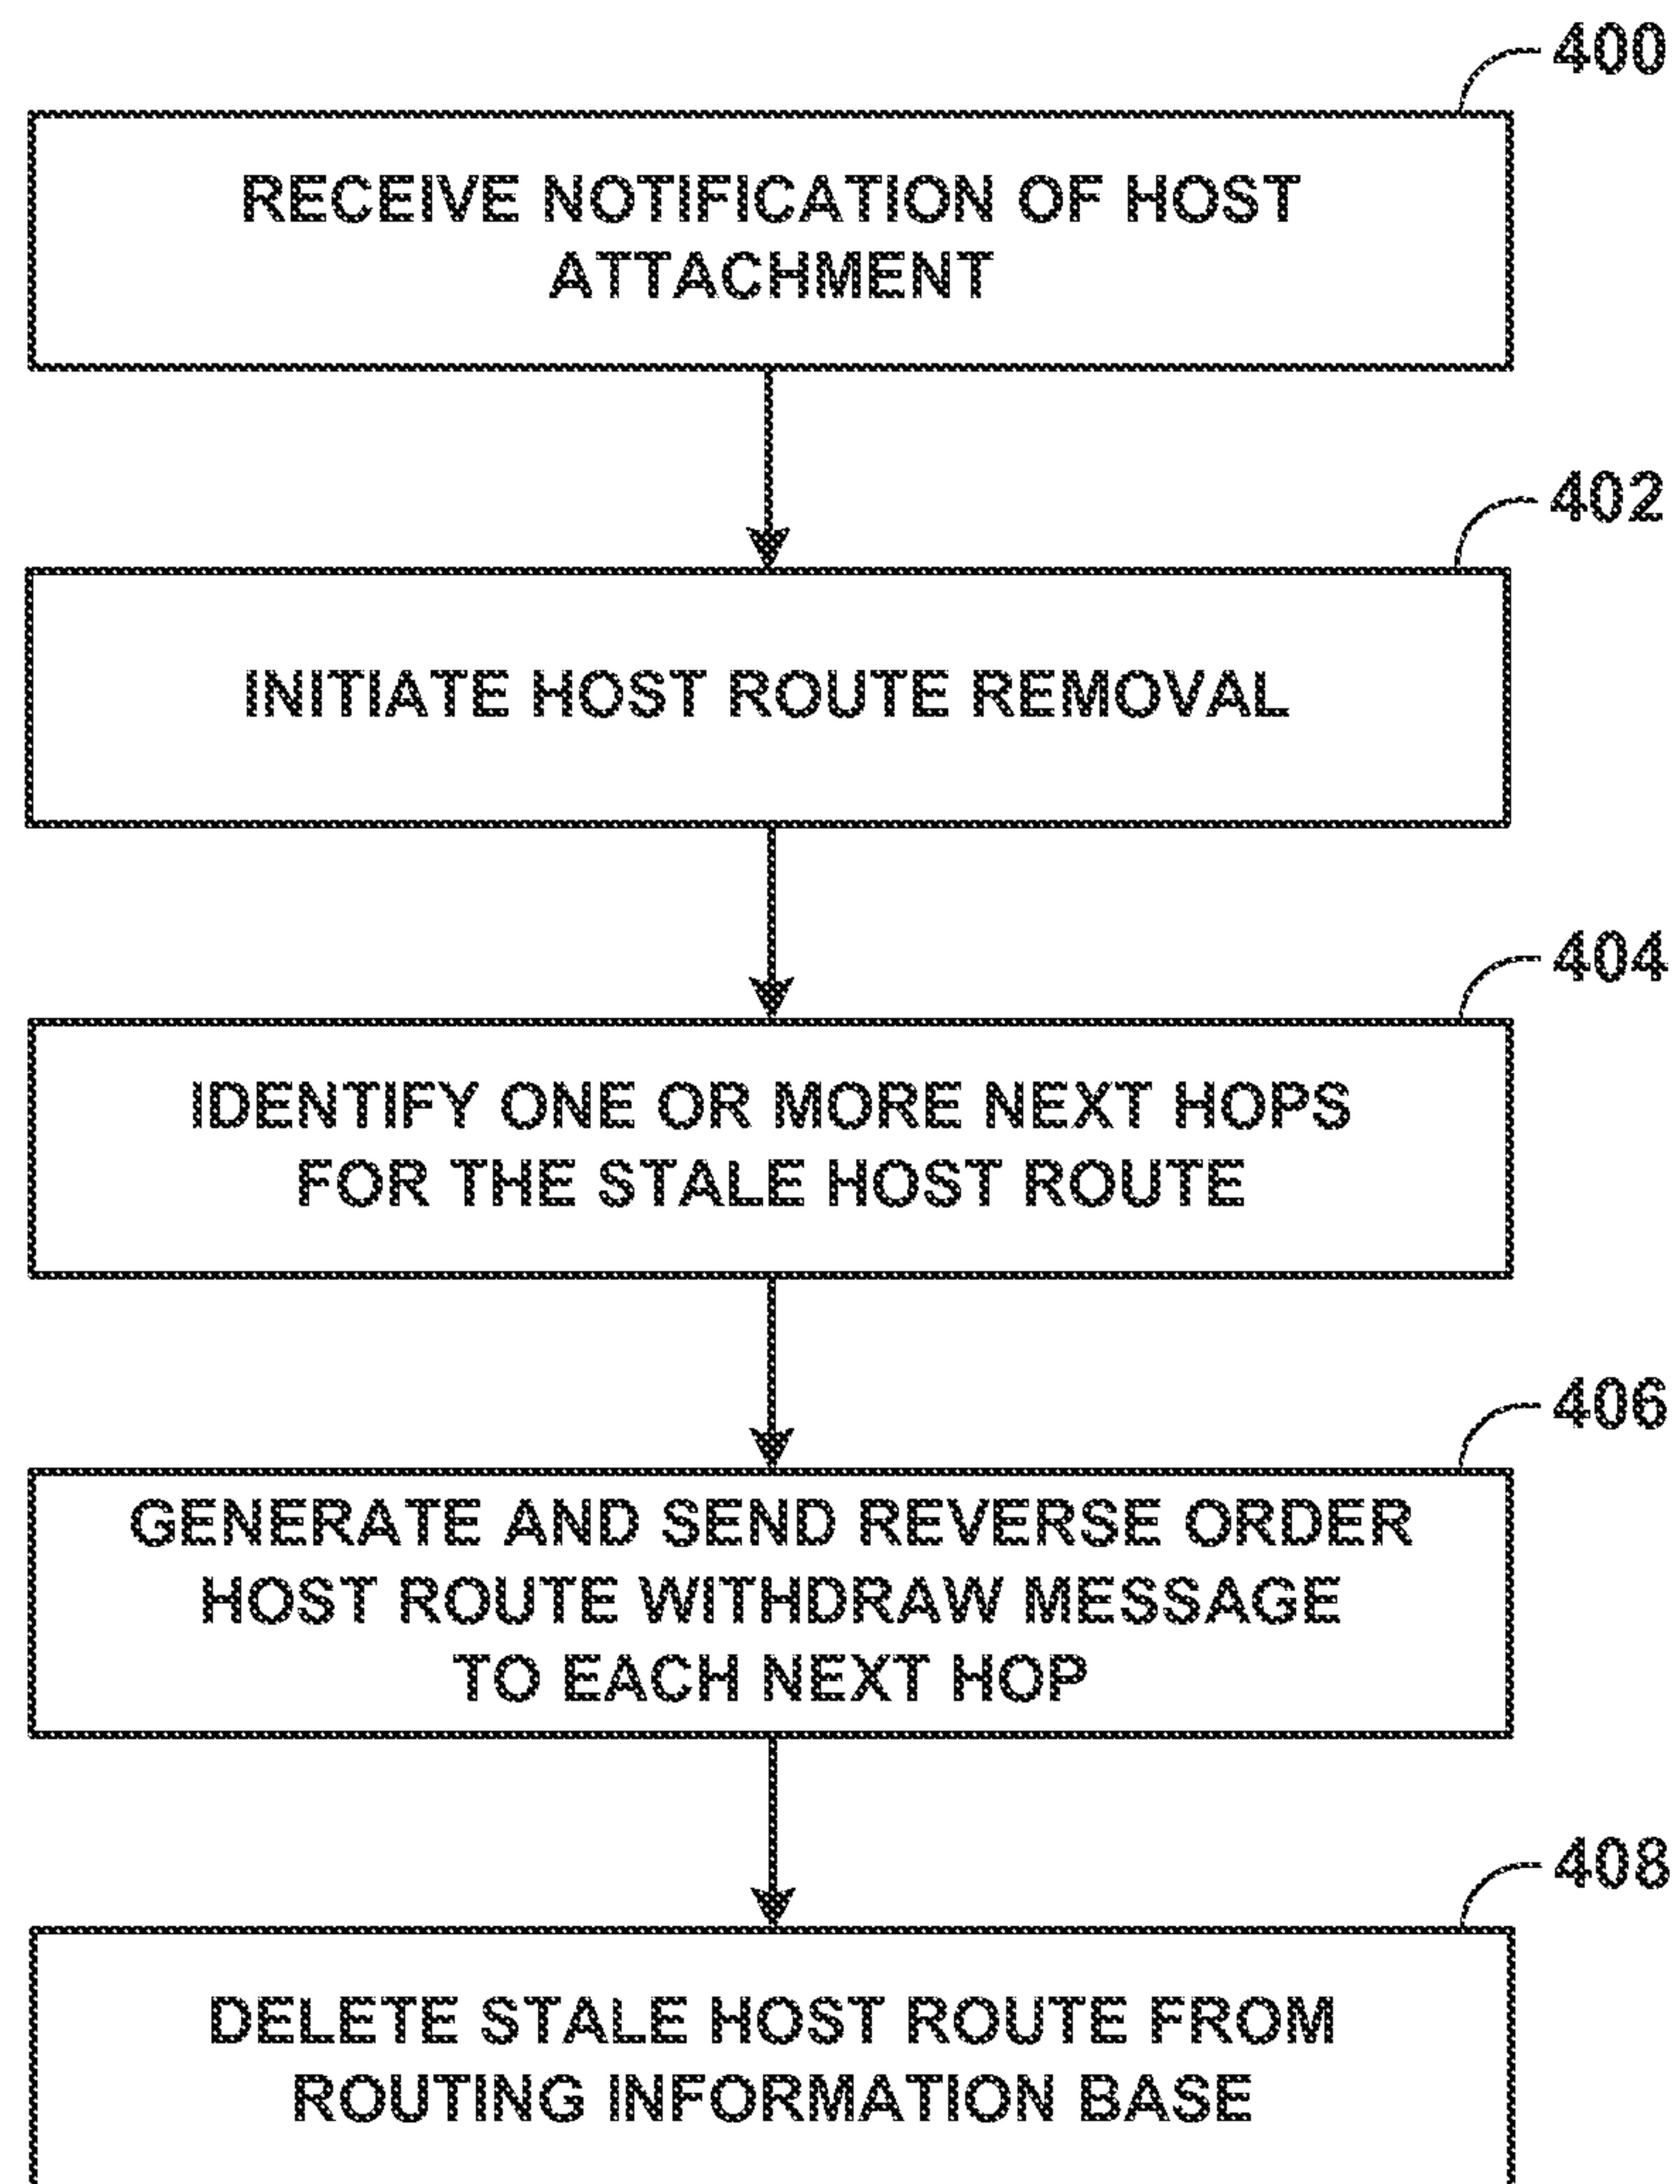 400
RECEIVE NOTIFICATION OF HOST
ATTACHMENT
402
INITIATE HOST ROUTE REMOVAL
404
IDENTIFY ONE OR MORE NEXT HOPS
FOR THE STALE HOST ROUTE
406
GENERATE AND SEND REVERSE ORDER
HOST ROUTE WITHDRAW MESSAGE
TO EACH NEXT HOP
408
DELETE STALE HOST ROUTE FROM
ROUTING INFORMATION BASE